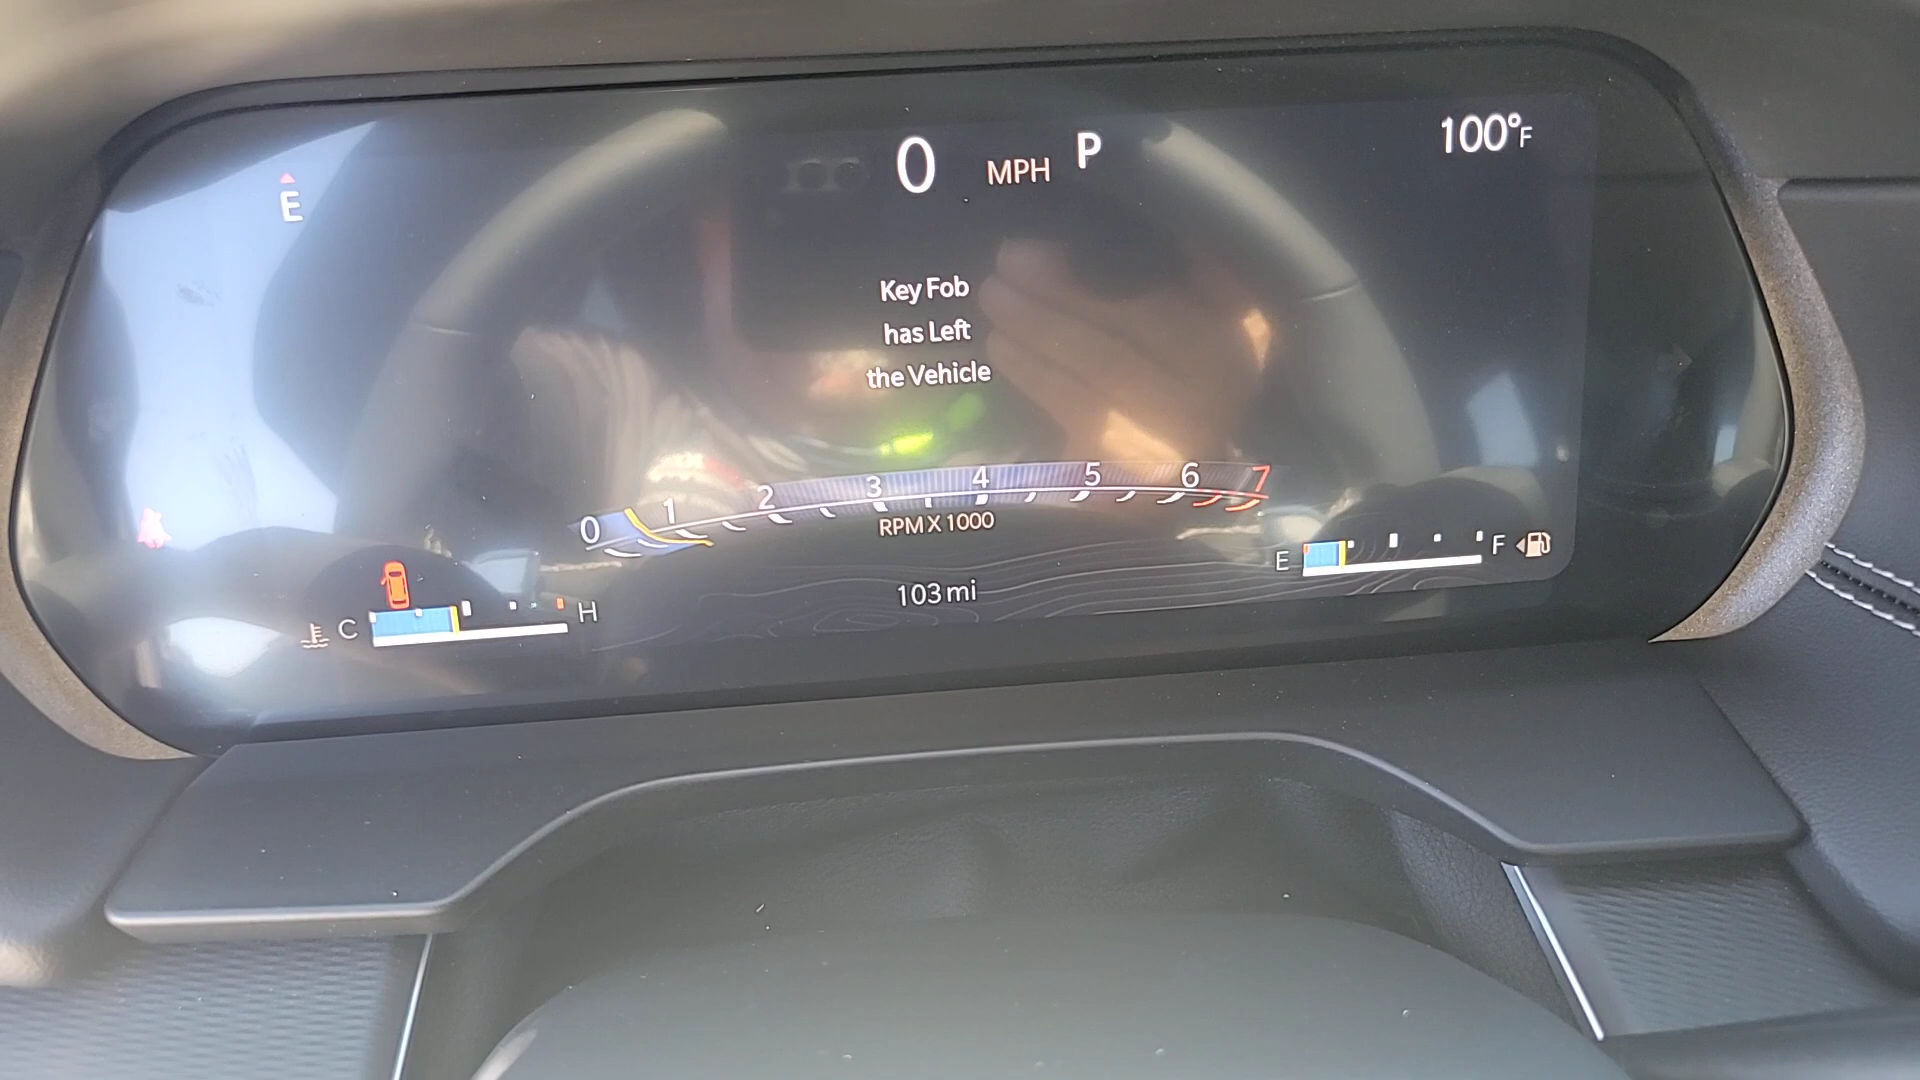 0 MPH P
100°F
E
Key Fob
has Left
the Vehicle
0 1 2 3 4 5 6 7
RPM X 1000
E F
103 mi
C H